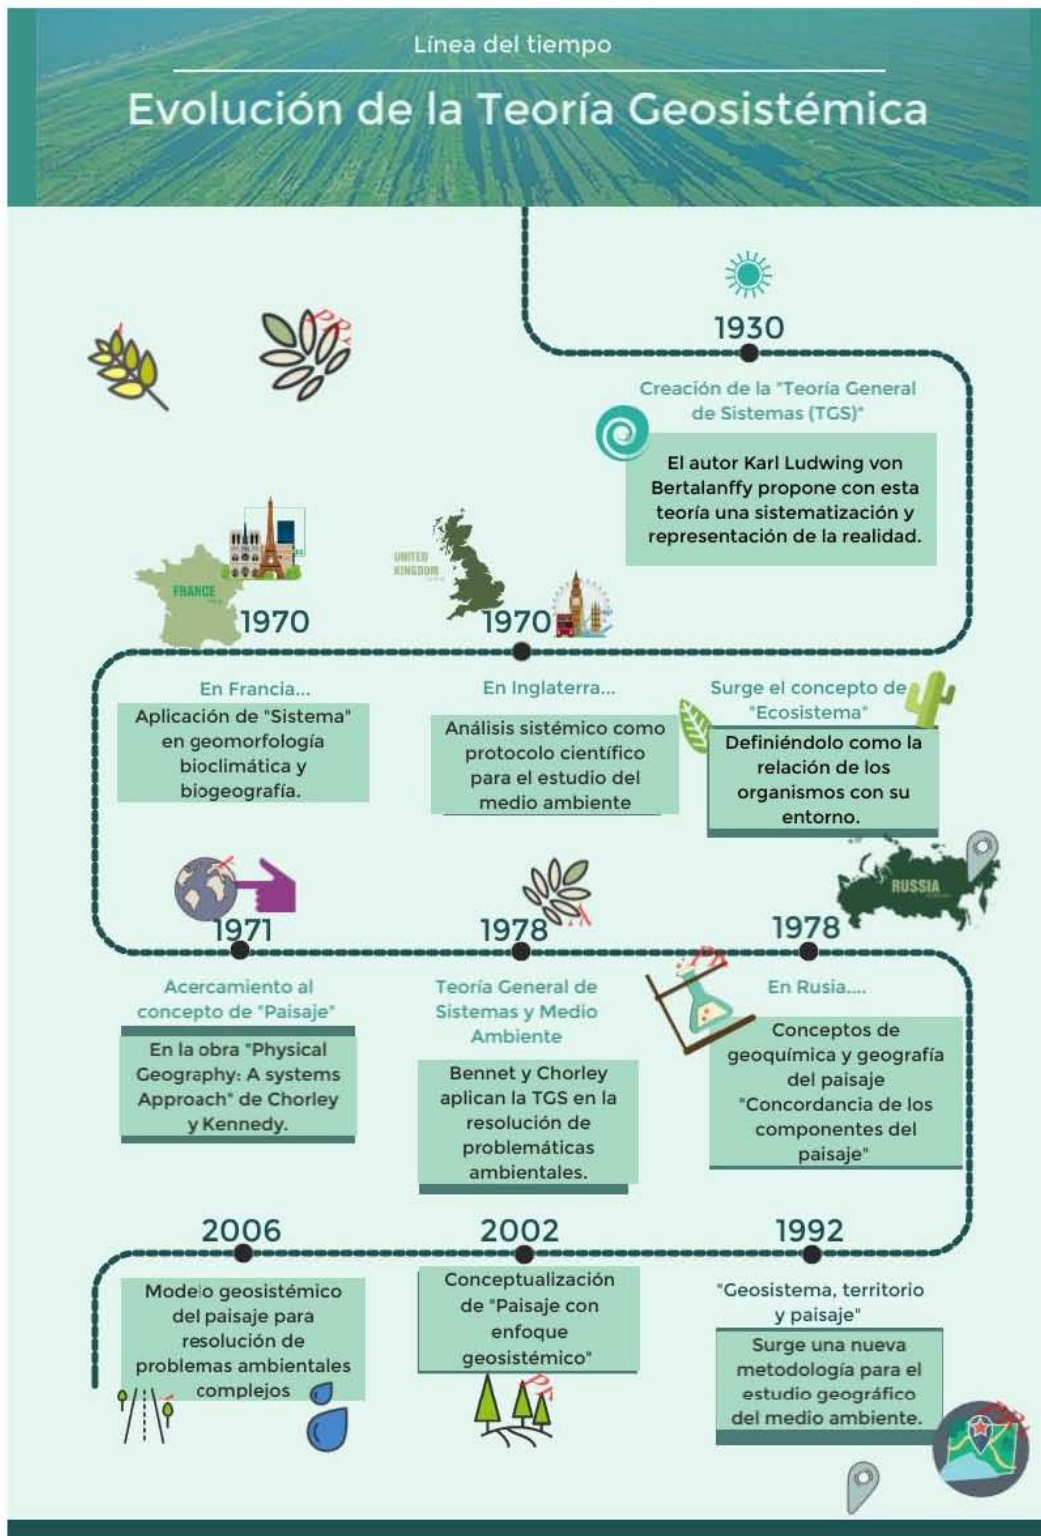 Línea del tiempo
Evolución de la Teoría Geosistémica
1930
Creación de la "Teoría General
de Sistemas (TGS)"
El autor Karl Ludwing von
Bertalanffy propone con esta
teoría una sistematización y
representación de la realidad.
FRANCE
1970
En Francia...
Aplicación de "Sistema"
en geomorfología
bioclimática y
biogeografía.
UNITED
KINGDOM
1970
En Inglaterra...
Análisis sistémico como
protocolo científico
para el estudio del
medio ambiente
Surge el concepto de
"Ecosistema"
Definiéndolo como la
relación de los
organismos con su
entorno.
1971
Acercamiento al
concepto de "Paisaje"
En la obra "Physical
Geography: A systems
Approach" de Chorley
y Kennedy.
1978
Teoría General de
Sistemas y Medio
Ambiente
Bennet y Chorley
aplican la TGS en la
resolución de
problemáticas
ambientales.
RUSSIA
1978
En Rusia....
Conceptos de
geoquímica y geografía
del paisaje
"Concordancia de los
componentes del
paisaje"
2006
Modelo geosistémico
del paisaje para
resolución de
problemas ambientales
complejos
2002
Conceptualización
de "Paisaje con
enfoque
geosistémico"
1992
"Geosistema, territorio
y paisaje"
Surge una nueva
metodología para el
estudio geográfico
del medio ambiente.